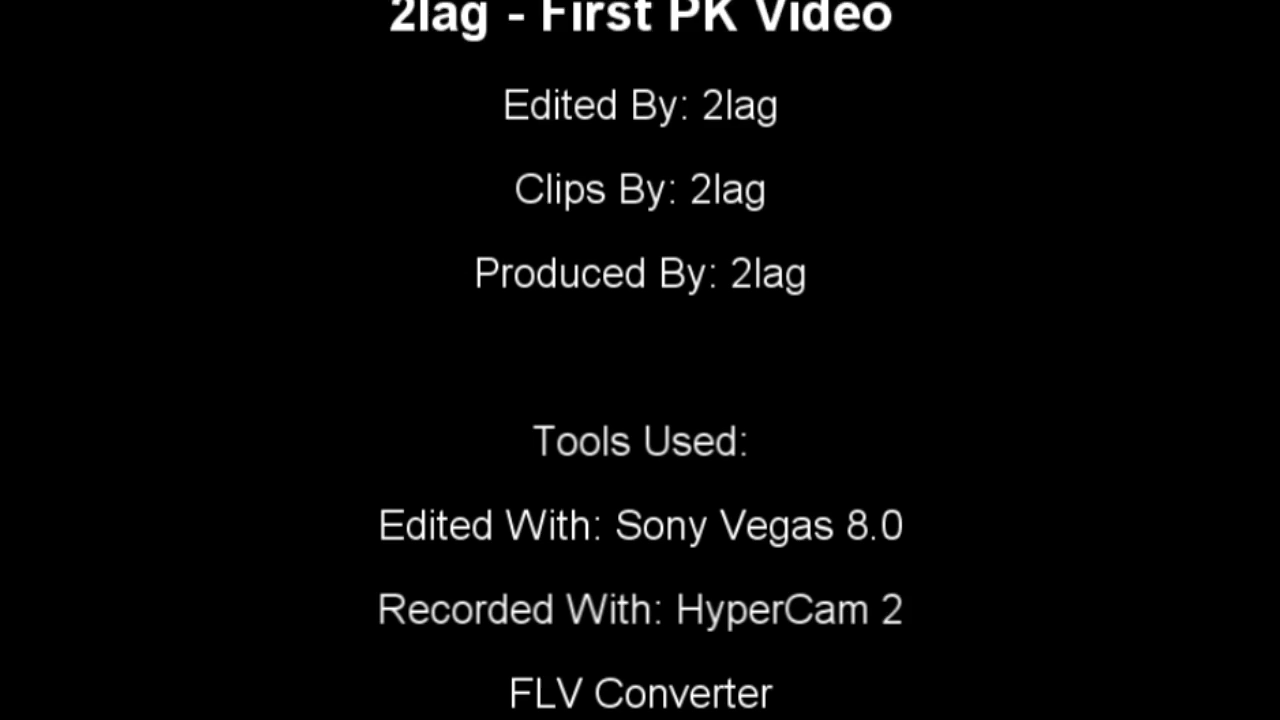 2lag - First PK Video
Edited By: 2lag
Clips By: 2lag
Produced By: 2lag
Tools Used:
Edited With: Sony Vegas 8.0
Recorded With: HyperCam 2
FLV Converter